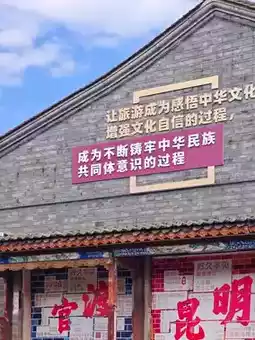 让旅游成为感悟中华文化
增强文化自信的过程，
成为不断铸牢中华民族
共同体意识的过程
官渡
昆明